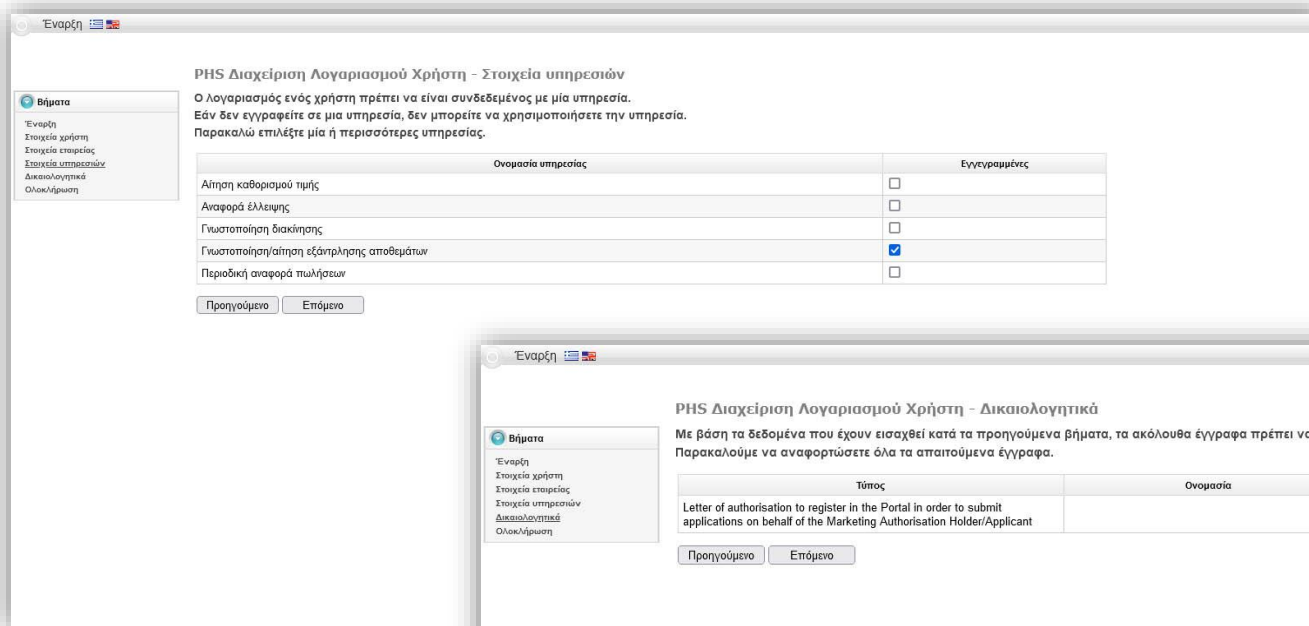 Έναρξη
PHS Διαχείριση Λογαριασμού Χρήστη - Στοιχεία υπηρεσιών
Ο λογαριασμός ενός χρήστη πρέπει να είναι συνδεδεμένος με μία υπηρεσία.
Εάν δεν εγγραφείτε σε μια υπηρεσία, δεν μπορείτε να χρησιμοποιήσετε την υπηρεσία.
Παρακαλώ επιλέξτε μία ή περισσότερες υπηρεσίας.
Βήματα
Έναρξη
Στοιχεία χρήστη
Στοιχεία εταιρείας
Στοιχεία υπηρεσιών
Δικαιολογητικά
Ολοκλήρωση
Ονομασία υπηρεσίας Εγγεγραμμένες
Αίτηση καθορισμού τιμής
Αναφορά έλλειψης
Γνωστοποίηση διακίνησης
Γνωστοποίηση/αίτηση εξάντρλησης αποθεμάτων
Περιοδική αναφορά πωλήσεων
Προηγούμενο Επόμενο
Έναρξη
PHS Διαχείριση Λογαριασμού Χρήστη - Δικαιολογητικά
Με βάση τα δεδομένα που έχουν εισαχθεί κατά τα προηγούμενα βήματα, τα ακόλουθα έγγραφα πρέπει να
Παρακαλούμε να αναφορτώσετε όλα τα απαιτούμενα έγγραφα.
Βήματα
Έναρξη
Στοιχεία χρήστη
Στοιχεία εταιρείας
Στοιχεία υπηρεσιών
Δικαιολογητικά
Ολοκλήρωση
Τύπος Ονομασία
Letter of authorisation to register in the Portal in order to submit
applications on behalf of the Marketing Authorisation Holder/Applicant
Προηγούμενο Επόμενο